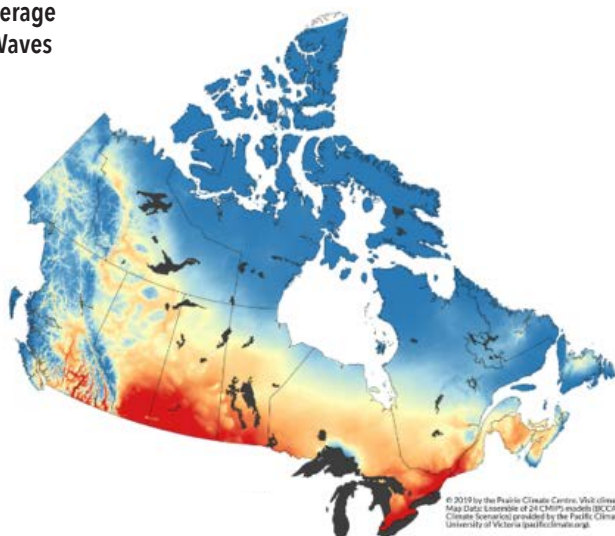 erage
Waves
© 2019 by the Prairie Climate Centre. Visit clima
Map Data: Ensemble of 24 CMIP5 models (BCCA
Climate Scenarios) provided by the Pacific Clima
University of Victoria (pacificclimate.org).